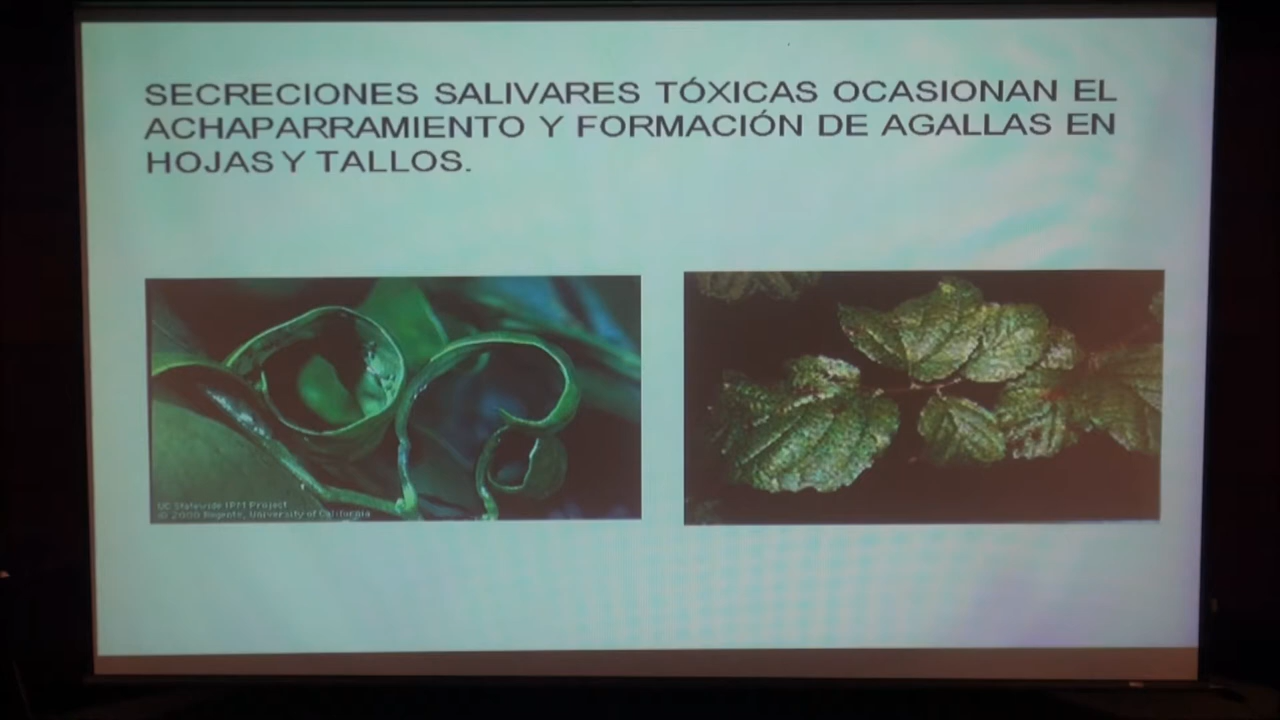 SECRECIONES SALIVARES TÓXICAS OCASIONAN EL
ACHAPARRAMIENTO Y FORMACIÓN DE AGALLAS EN
HOJAS Y TALLOS.
UC Statewide IPM Project
© 2000 Regents, University of California